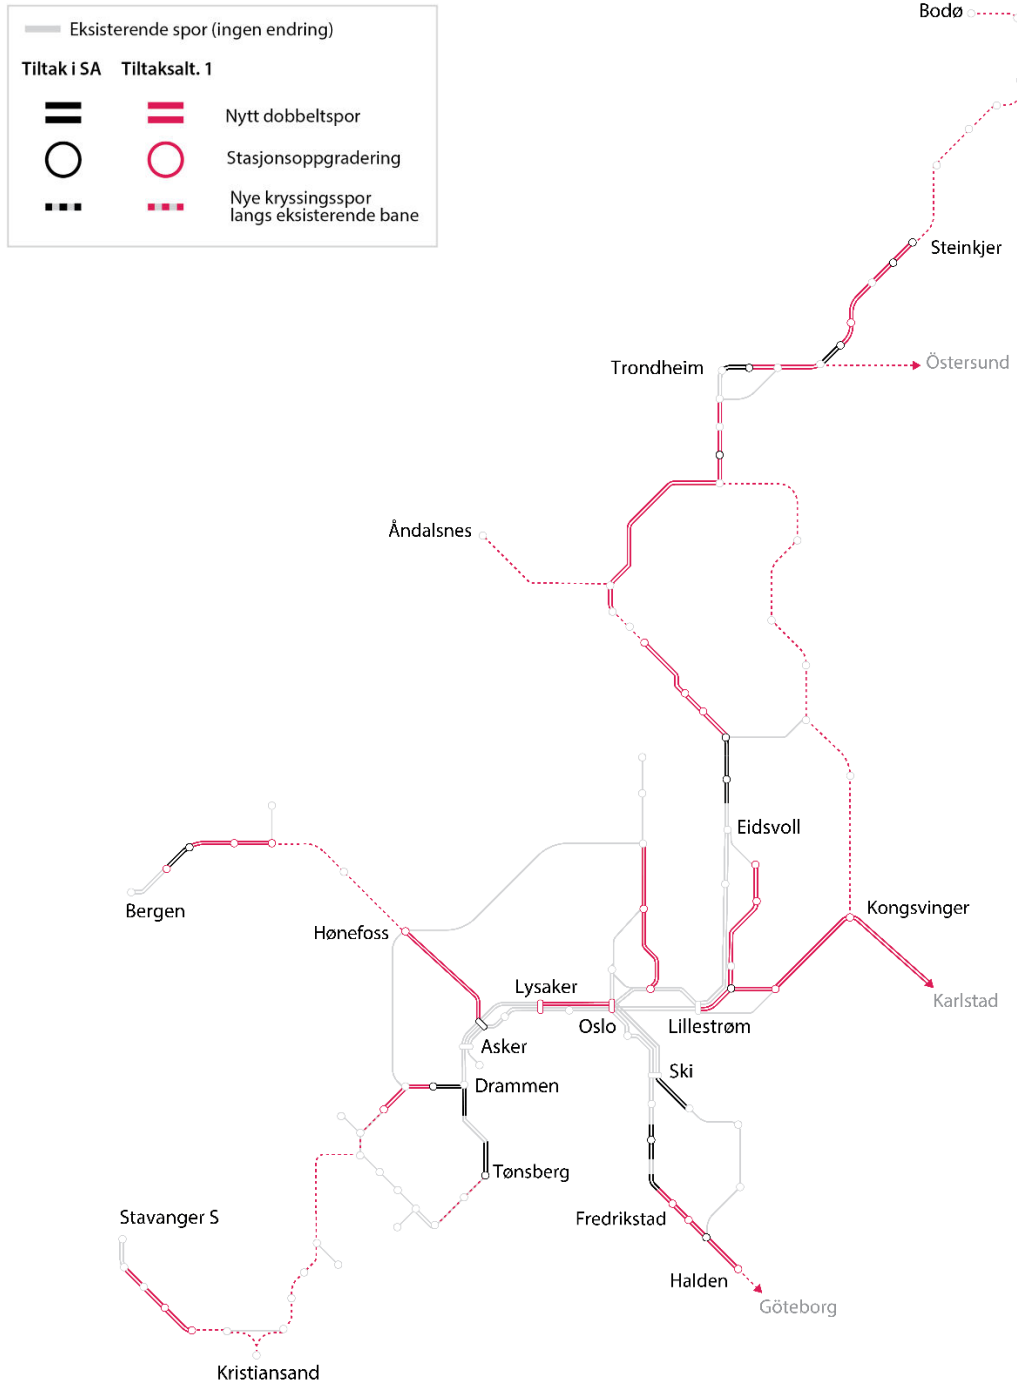 Eksisterende spor (ingen endring)
Tiltak i SA Tiltaksalt. 1
Nytt dobbeltspor
Stasjonsoppgradering
Nye kryssingsspor
langs eksisterende bane
Bodø
Steinkjer
Trondheim
Östersund
Åndalsnes
Eidsvoll
Bergen
Kongsvinger
Hønefoss
Lysaker
Karlstad
Oslo
Lillestrøm
Asker
Ski
Drammen
Tønsberg
Stavanger S
Fredrikstad
Halden
Göteborg
Kristiansand